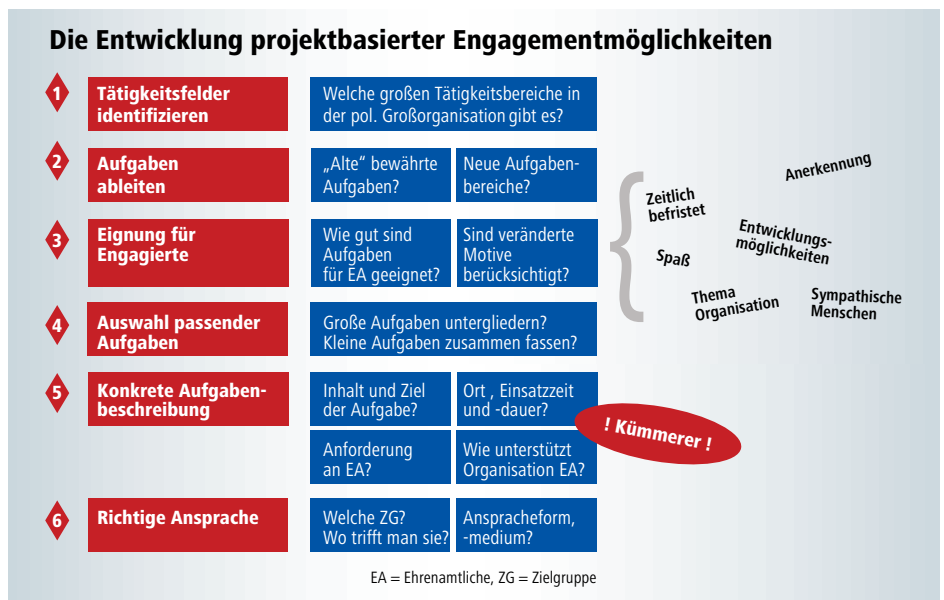 Die Entwicklung projektbasierter Engagementmöglichkeiten
1
Tätigkeitsfelder
identifizieren
Welche großen Tätigkeitsbereiche in
der pol. Großorganisation gibt es?
2
Aufgaben
ableiten
„Alte“ bewährte
Aufgaben?
Neue Aufgaben-
bereiche?
3
Eignung für
Engagierte
Wie gut sind
Aufgaben
für EA geeignet?
Sind veränderte
Motive
berücksichtigt?
Anerkennung
Zeitlich
befristet
Entwicklungs-
möglichkeiten
Spaß
Thema
Organisation
Sympathische
Menschen
4
Auswahl passender
Aufgaben
Große Aufgaben untergliedern?
Kleine Aufgaben zusammen fassen?
5
Konkrete Aufgaben-
beschreibung
Inhalt und Ziel
der Aufgabe?
Ort , Einsatzzeit
und -dauer?
Anforderung
an EA?
Wie unterstützt
Organisation EA?
! Kümmerer !
6
Richtige Ansprache
Welche ZG?
Wo trifft man sie?
Anspracheform,
-medium?
EA = Ehrenamtliche, ZG = Zielgruppe